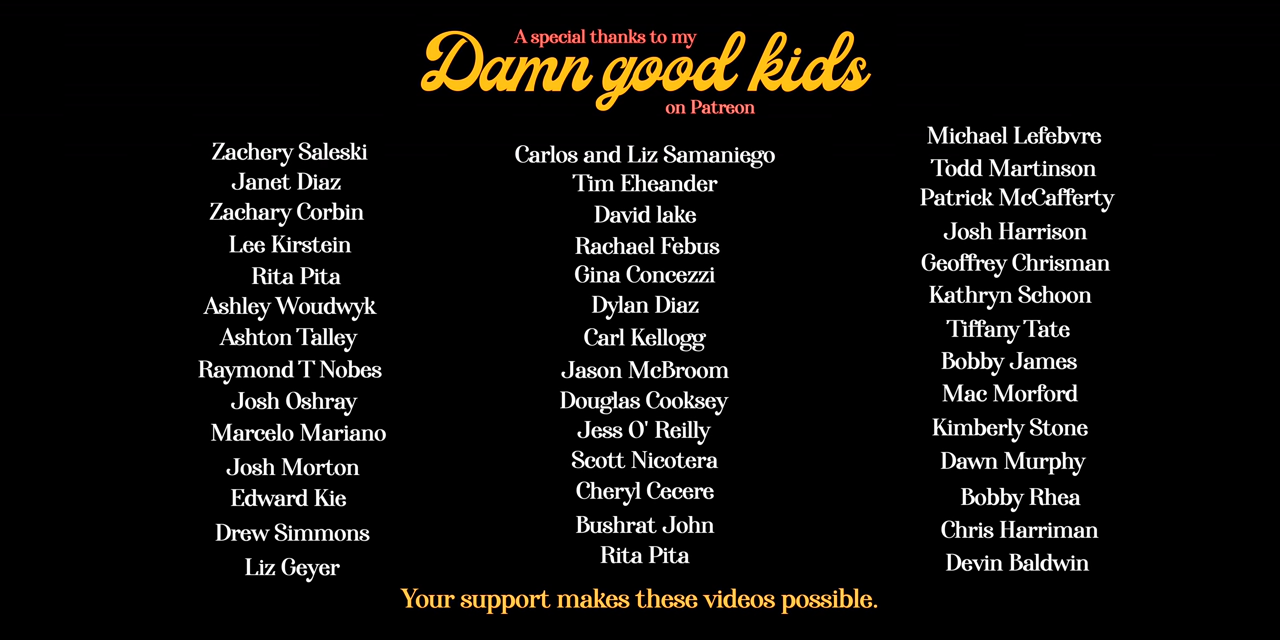 A special thanks to my
Damn good kids
on Patreon
Zachery Saleski
Janet Diaz
Zachary Corbin
Lee Kirstein
Rita Pita
Ashley Woudwyk
Ashton Talley
Raymond T Nobes
Josh Oshray
Marcelo Mariano
Josh Morton
Edward Kie
Drew Simmons
Liz Geyer
Carlos and Liz Samaniego
Tim Eheander
David lake
Rachael Febus
Gina Concezzi
Dylan Diaz
Carl Kellogg
Jason McBroom
Douglas Cooksey
Jess O' Reilly
Scott Nicotera
Cheryl Cecere
Bushrat John
Rita Pita
Michael Lefebvre
Todd Martinson
Patrick McCafferty
Josh Harrison
Geoffrey Chrisman
Kathryn Schoon
Tiffany Tate
Bobby James
Mac Morford
Kimberly Stone
Dawn Murphy
Bobby Rhea
Chris Harriman
Devin Baldwin
Your support makes these videos possible.